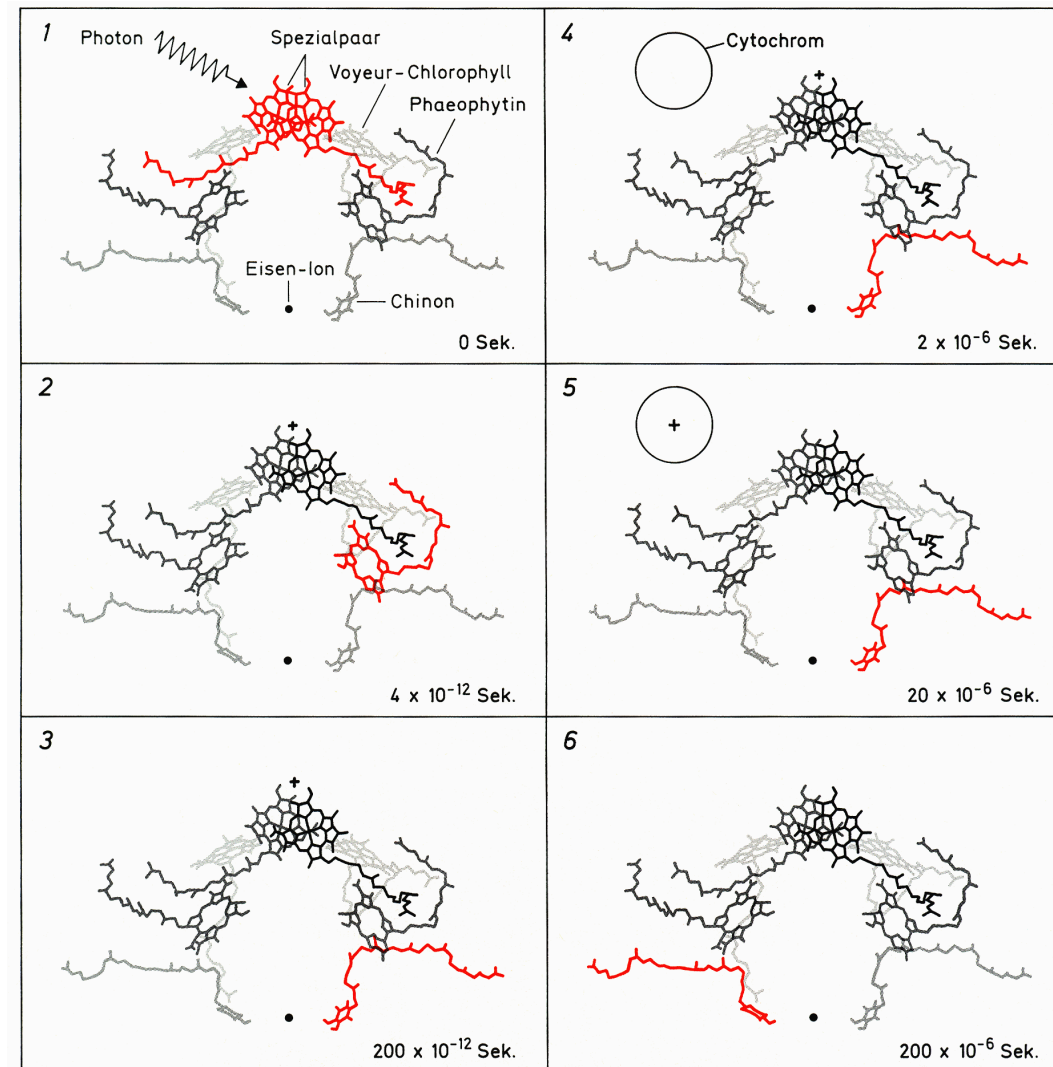 1
Photon
Spezialpaar
Voyeur-Chlorophyll
Phaeophytin
Eisen-Ion
Chinon
0 Sek.
2
+
4 x 10⁻¹² Sek.
3
+
200 x 10⁻¹² Sek.
4
Cytochrom
+
2 x 10⁻⁶ Sek.
5
+
20 x 10⁻⁶ Sek.
6
200 x 10⁻⁶ Sek.